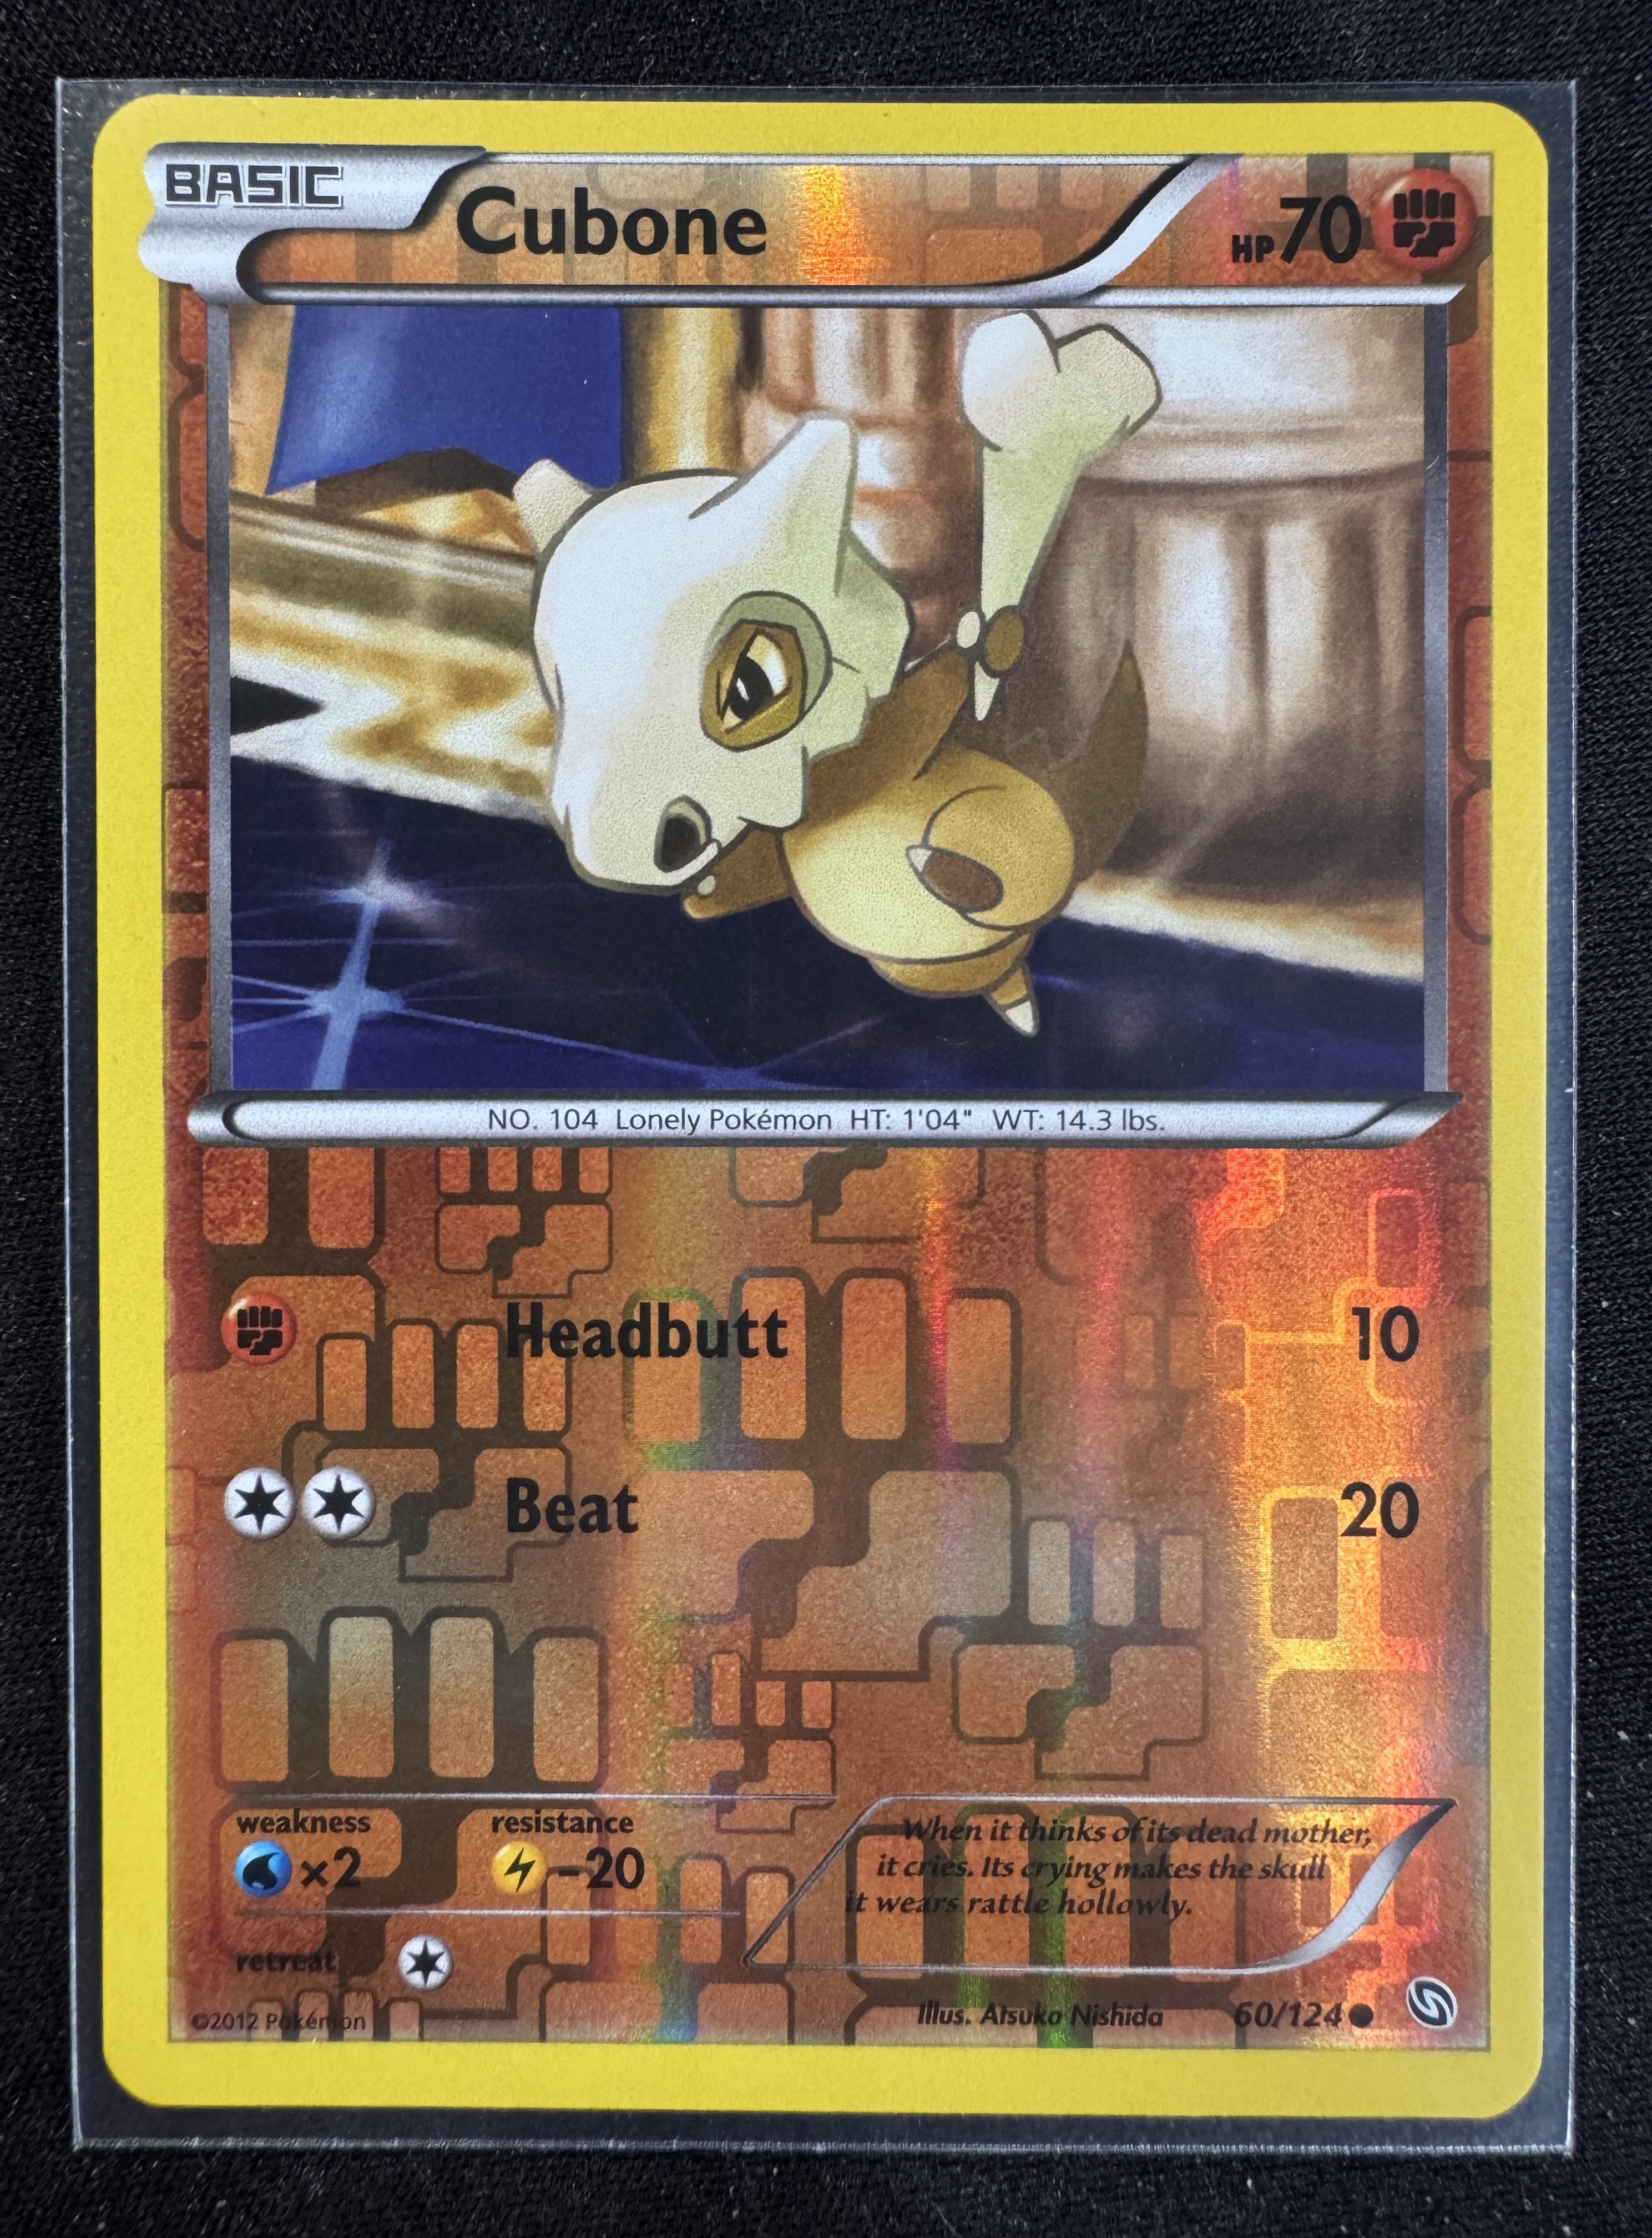 BASIC
Cubone
HP70
NO. 104 Lonely Pokémon HT: 1'04" WT: 14.3 lbs.
Headbutt 10
Beat 20
weakness resistance
×2 -20
When it thinks of its dead mother,
it cries. Its crying makes the skull
it wears rattle hollowly.
retreat
©2012 Pokémon Illus. Atsuko Nishida 60/124